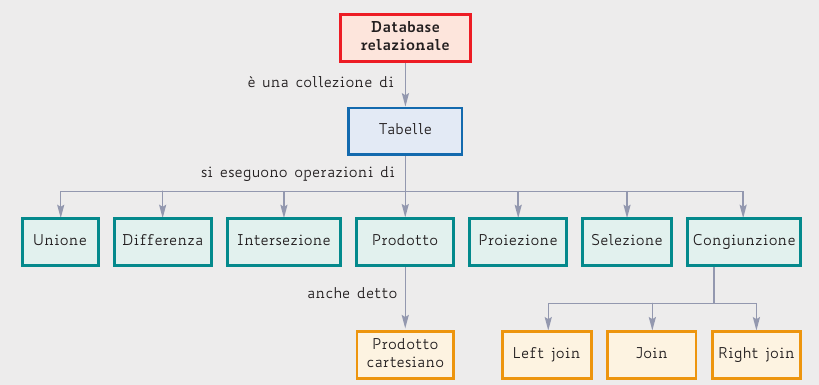 Database
relazionale
è una collezione di
Tabelle
si eseguono operazioni di
Unione
Differenza
Intersezione
Prodotto
Proiezione
Selezione
Congiunzione
anche detto
Prodotto
cartesiano
Left join
Join
Right join